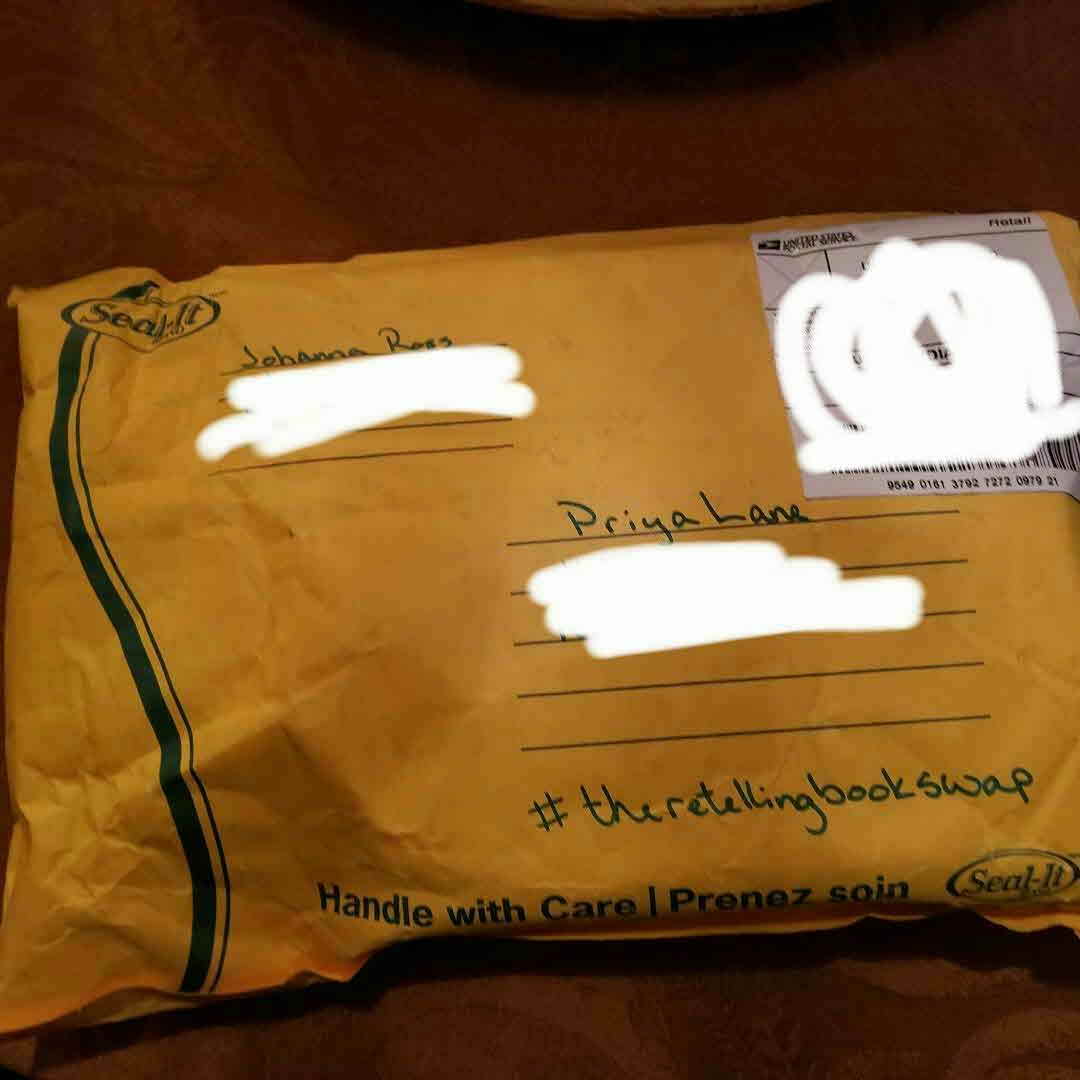 Retail
UNITED STATES
POSTAL SERVICE
Seal-It
Johanna Ross
9549 0161 3792 7272 0979 21
Priya Lane
#theretellingbookswap
Seal-It
Handle with Care | Prenez soin